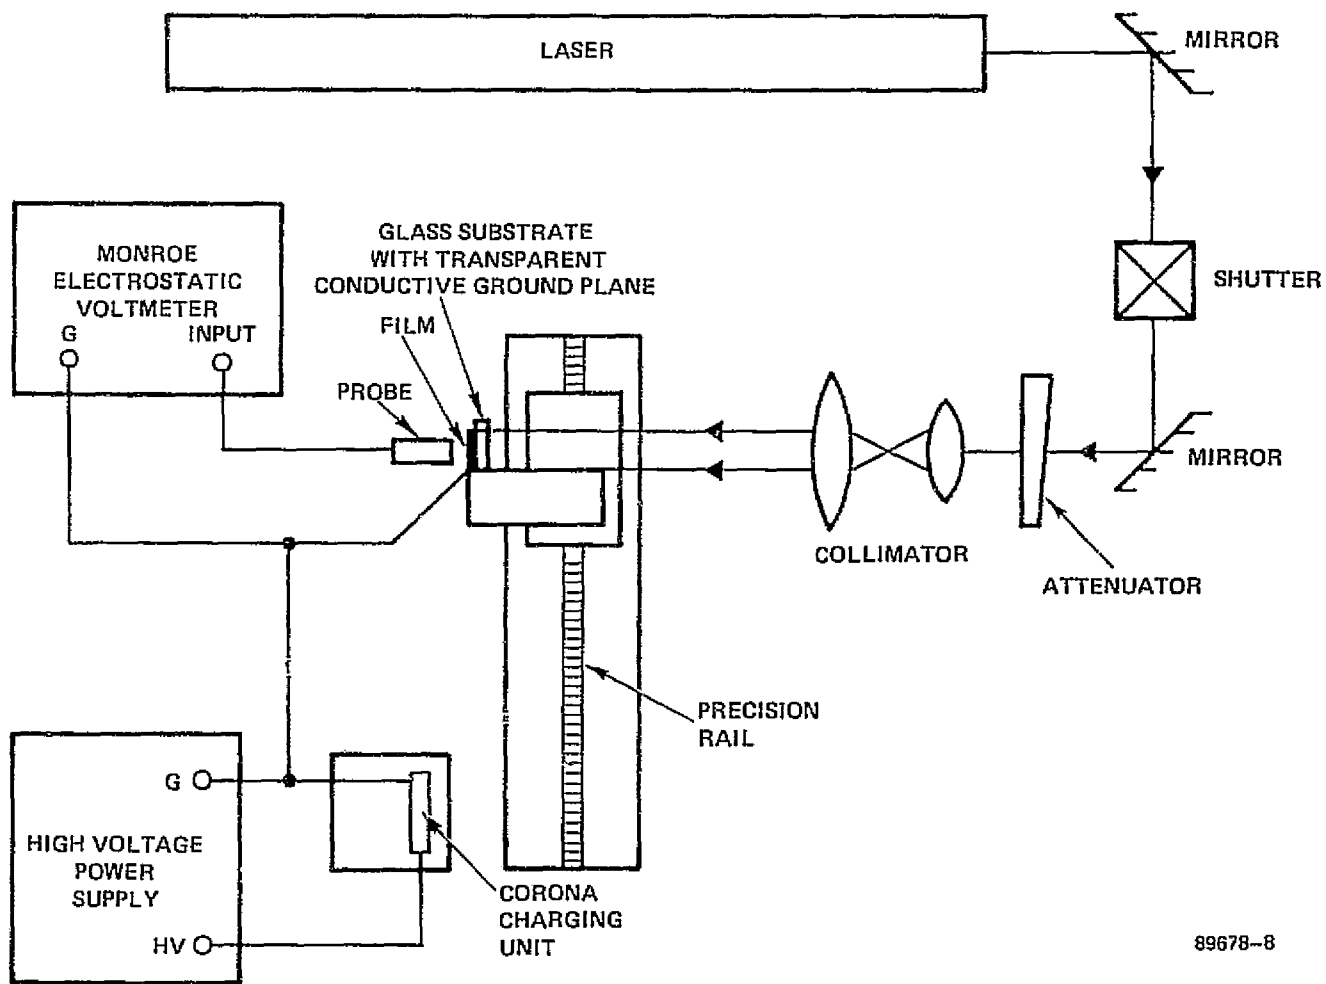 LASER
MIRROR
SHUTTER
MIRROR
ATTENUATOR
COLLIMATOR
GLASS SUBSTRATE
WITH TRANSPARENT
CONDUCTIVE GROUND PLANE
FILM
PROBE
MONROE
ELECTROSTATIC
VOLTMETER
G
INPUT
PRECISION
RAIL
G
HIGH VOLTAGE
POWER
SUPPLY
HV
CORONA
CHARGING
UNIT
89678-8